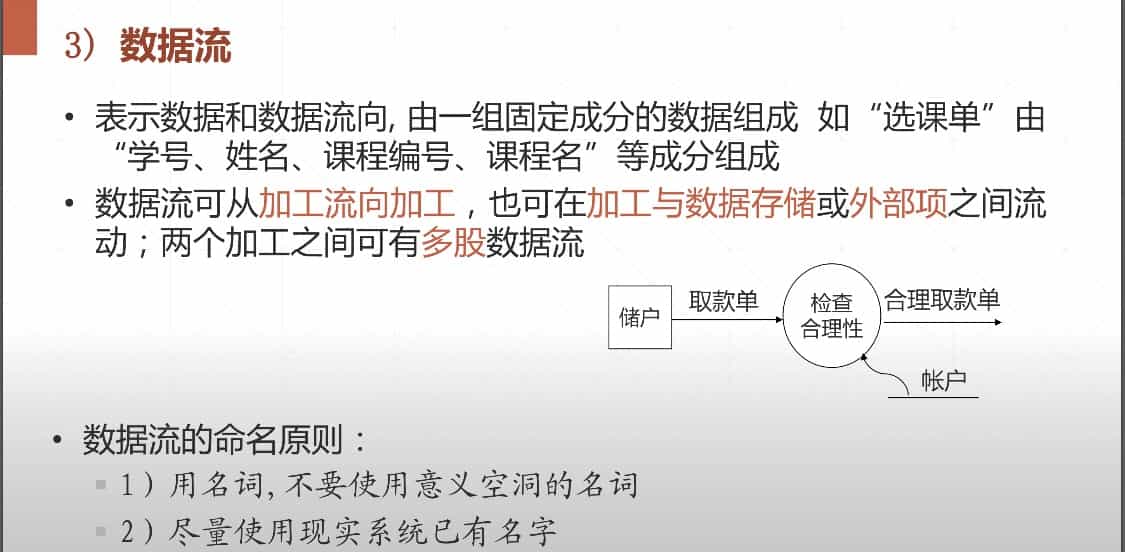 3）数据流
• 表示数据和数据流向, 由一组固定成分的数据组成 如“选课单”由
“学号、姓名、课程编号、课程名”等成分组成
• 数据流可从加工流向加工，也可在加工与数据存储或外部项之间流
动；两个加工之间可有多股数据流
储户
取款单
检查
合理性
合理取款单
帐户
• 数据流的命名原则：
1）用名词, 不要使用意义空洞的名词
2）尽量使用现实系统已有名字